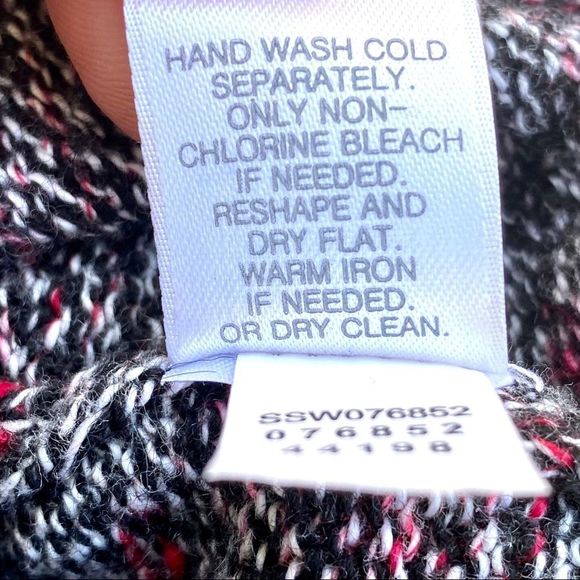 HAND WASH COLD
SEPARATELY.
ONLY NON-
CHLORINE BLEACH
IF NEEDED.
RESHAPE AND
DRY FLAT.
WARM IRON
IF NEEDED.
OR DRY CLEAN.
SSW076852
076852
44198